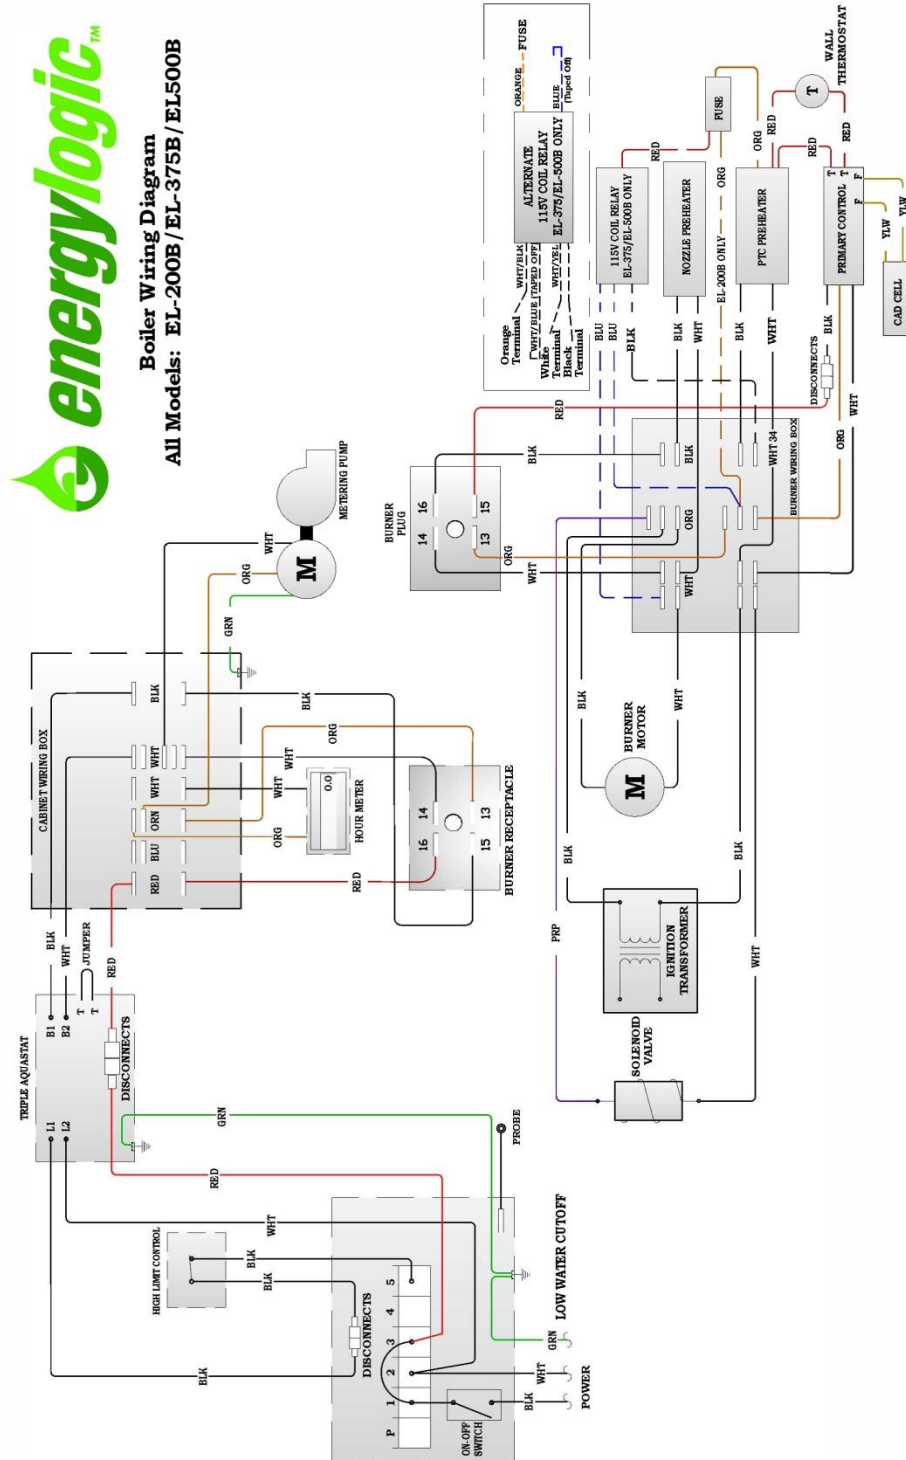 energylogic™
Boiler Wiring Diagram
All Models: EL-200B/EL-375B/EL500B
TRIPLE AQUASTAT
L1
L2
B1
B2
T
T
JUMPER
BLK
WHT
RED
DISCONNECTS
GRN
RED
WHT
BLK
HIGH LIMIT CONTROL
BLK
BLK
DISCONNECTS
P
1
2
3
4
5
ON-OFF
SWITCH
PROBE
LOW WATER CUTOFF
BLK
WHT
GRN
POWER
CABINET WIRING BOX
RED
BLU
ORN
WHT
WHT
BLK
WHT
ORG
GRN
M
METERING PUMP
RED
ORG
WHT
WHT
ORG
BLK
HOUR METER
0.0
16
14
15
13
BURNER RECEPTACLE
BURNER
PLUG
14
16
13
15
WHT
ORG
BLK
RED
ALTERNATE
115V COIL RELAY
EL-375/EL-500B ONLY
ORANGE
FUSE
BLUE
(Taped Off)
WHT/BLK
WHT/BLUE (TAPED OFF)
WHT/YEL
Orange
Terminal
White
Terminal
Black
Terminal
115V COIL RELAY
EL-375/EL-500B ONLY
BLU
BLU
BLK
RED
FUSE
NOZZLE PREHEATER
BLK
WHT
EL-200B ONLY
ORG
ORG
PTC PREHEATER
BLK
WHT
RED
RED
RED
T
WALL
THERMOSTAT
PRIMARY CONTROL
T
T
F
F
BLK
DISCONNECTS
WHT
ORG
YLW
YLW
CAD CELL
BURNER WIRING BOX
WHT
ORG
BLK
WHT 34
PRP
BLK
BLK
WHT
M
BURNER
MOTOR
BLK
WHT
IGNITION
TRANSFORMER
SOLENOID
VALVE